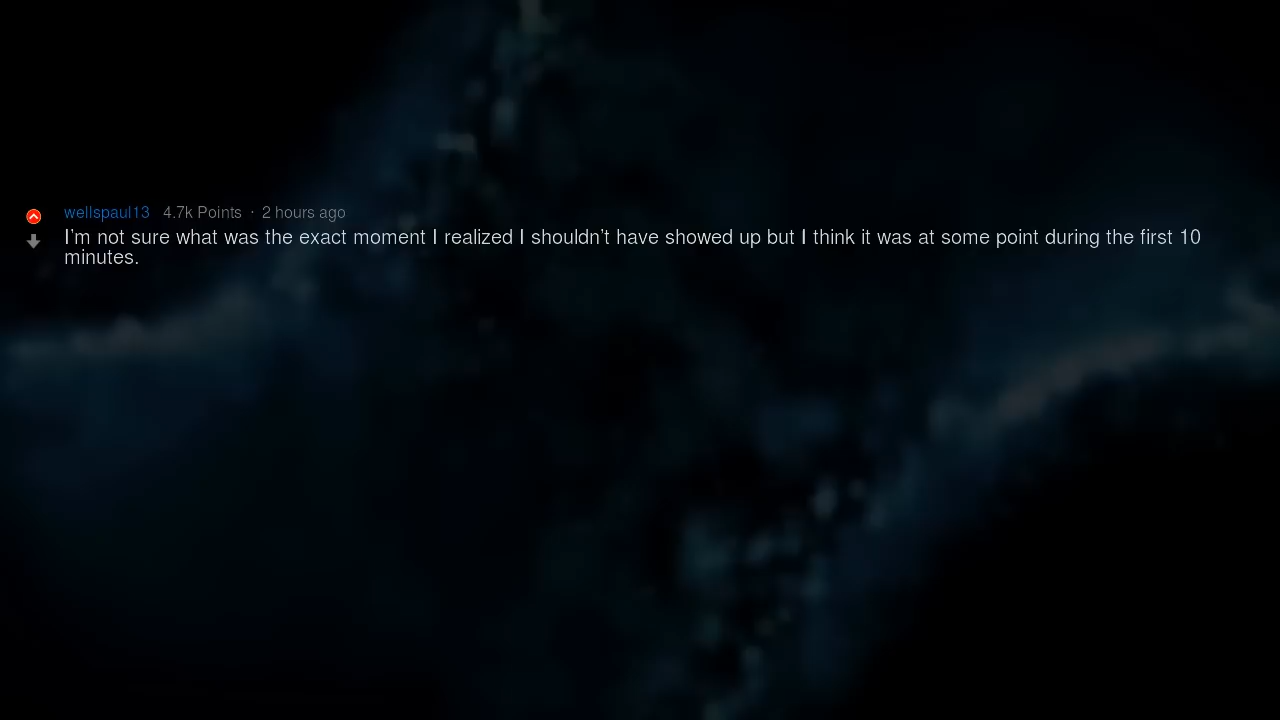 wellspaul13 4.7k Points · 2 hours ago
I'm not sure what was the exact moment I realized I shouldn't have showed up but I think it was at some point during the first 10
minutes.